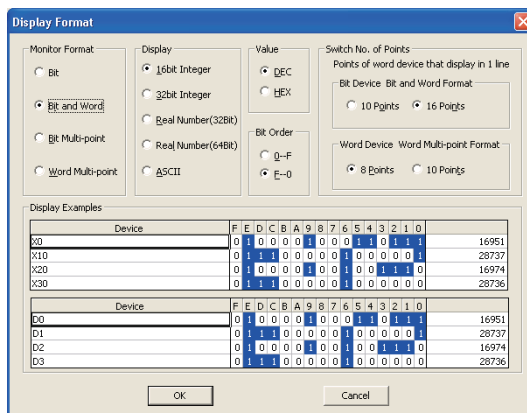 Display Format
Monitor Format
Bit
Bit and Word
Bit Multi-point
Word Multi-point
Display
16bit Integer
32bit Integer
Real Number(32Bit)
Real Number(64Bit)
ASCII
Value
DEC
HEX
Bit Order
0--F
F--0
Switch No. of Points
Points of word device that display in 1 line
Bit Device Bit and Word Format
10 Points 16 Points
Word Device Word Multi-point Format
8 Points 10 Points
Display Examples
Device F E D C B A 9 8 7 6 5 4 3 2 1 0
X0 0 1 0 0 0 0 1 0 0 0 1 1 0 1 1 1 16951
X10 0 1 1 1 0 0 0 0 0 1 0 0 0 0 0 1 28737
X20 0 1 0 0 0 0 1 0 0 1 0 0 1 1 1 0 16974
X30 0 1 1 1 0 0 0 0 0 1 0 0 0 0 0 0 28736
Device F E D C B A 9 8 7 6 5 4 3 2 1 0
D0 0 1 0 0 0 0 1 0 0 0 1 1 0 1 1 1 16951
D1 0 1 1 1 0 0 0 0 0 1 0 0 0 0 0 1 28737
D2 0 1 0 0 0 0 1 0 0 1 0 0 1 1 1 0 16974
D3 0 1 1 1 0 0 0 0 0 1 0 0 0 0 0 0 28736
OK Cancel